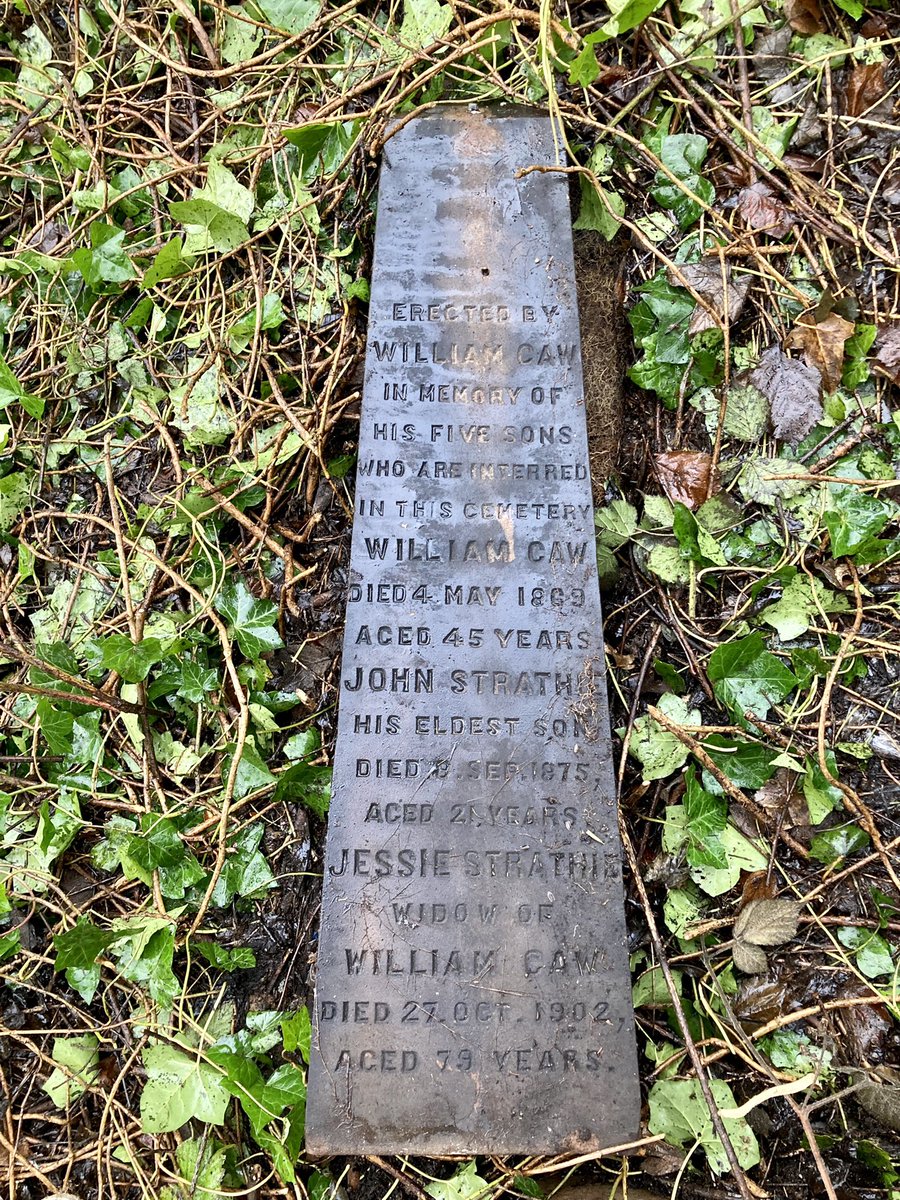 ERECTED BY
WILLIAM CAW
IN MEMORY OF
HIS FIVE SONS
WHO ARE INTERRED
IN THIS CEMETERY
WILLIAM CAW
DIED 4 MAY 1869
AGED 45 YEARS
JOHN STRATHIE
HIS ELDEST SON
DIED 8. SEP. 1875,
AGED 21 YEARS.
JESSIE STRATHIE
WIDOW OF
WILLIAM CAW
DIED 27. OCT. 1902,
AGED 79 YEARS.